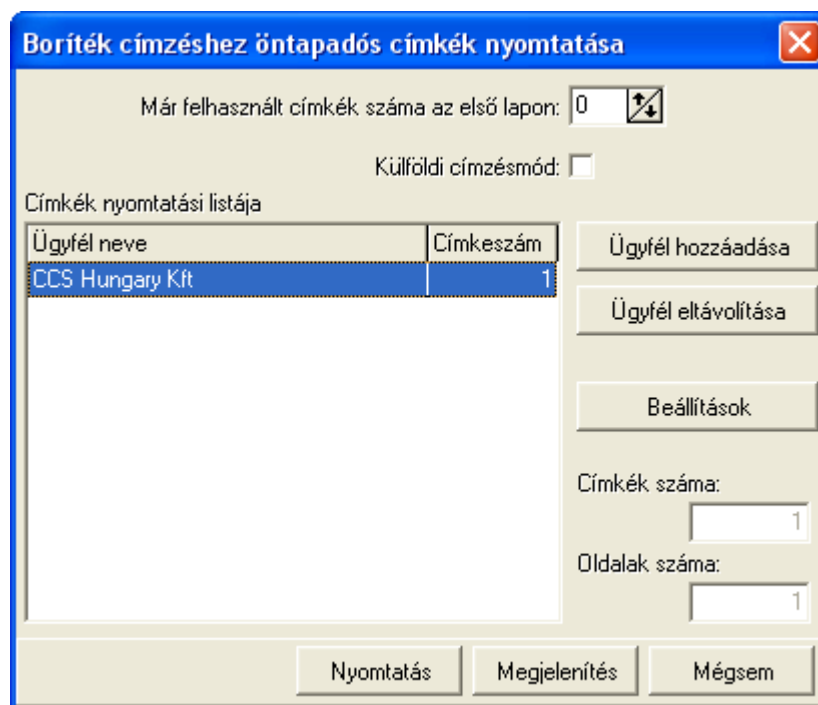 Boríték címzéshez öntapadós címkék nyomtatása
Már felhasznált címkék száma az első lapon: 0
Külföldi címzésmód:
Címkék nyomtatási listája
Ügyfél neve Címkeszám
CCS Hungary Kft 1
Ügyfél hozzáadása
Ügyfél eltávolítása
Beállítások
Címkék száma:
1
Oldalak száma:
1
Nyomtatás Megjelenítés Mégsem